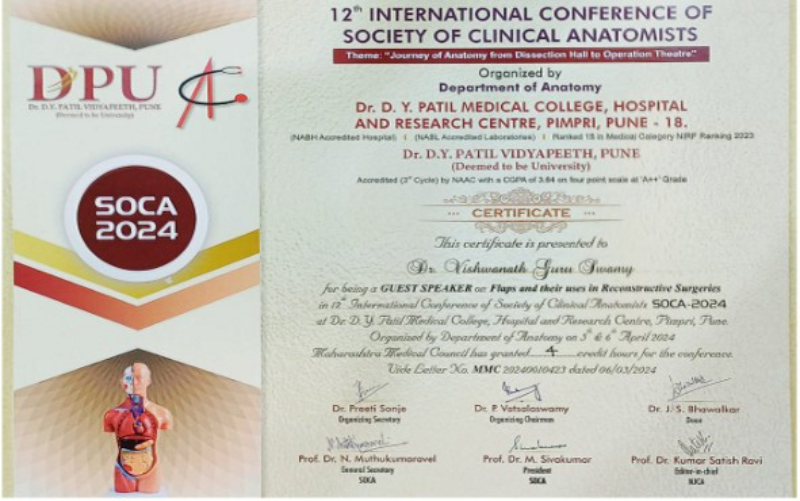 12th INTERNATIONAL CONFERENCE OF
SOCIETY OF CLINICAL ANATOMISTS
Theme: "Journey of Anatomy from Dissection Hall to Operation Theatre"
Organized by
Department of Anatomy
Dr. D. Y. PATIL MEDICAL COLLEGE, HOSPITAL
AND RESEARCH CENTRE, PIMPRI, PUNE - 18.
(NABH Accredited Hospital) I (NABL Accredited Laboratories) I Ranked 15 in Medical Category NIRF Ranking 2023
Dr. D.Y. PATIL VIDYAPEETH, PUNE
(Deemed to be University)
Accredited (3rd Cycle) by NAAC with a CGPA of 3.64 on four point scale at 'A++' Grade
CERTIFICATE
This certificate is presented to
Dr. Vishwanath Guru Swamy
for being a GUEST SPEAKER on Flaps and their uses in Reconstructive Surgeries
in 12th International Conference of Society of Clinical Anatomists SOCA-2024
at Dr. D. Y. Patil Medical College, Hospital and Research Centre, Pimpri, Pune.
Organized by Department of Anatomy on 5th & 6th April 2024
Maharashtra Medical Council has granted 4 credit hours for the conference.
Vide Letter No. MMC 20240010423 dated 06/03/2024
Dr. Preeti Sonje
Organizing Secretary
Dr. P. Vatsalaswamy
Organizing Chairman
Dr. J. S. Bhawalkar
Dean
Prof. Dr. N. Muthukumaravel
General Secretary
SOCA
Prof. Dr. M. Sivakumar
President
SOCA
Prof. Dr. Kumar Satish Ravi
Editor-in-chief
NJCA
DPU
Dr. D.Y. PATIL VIDYAPEETH, PUNE
(Deemed to be University)
SOCA
2024